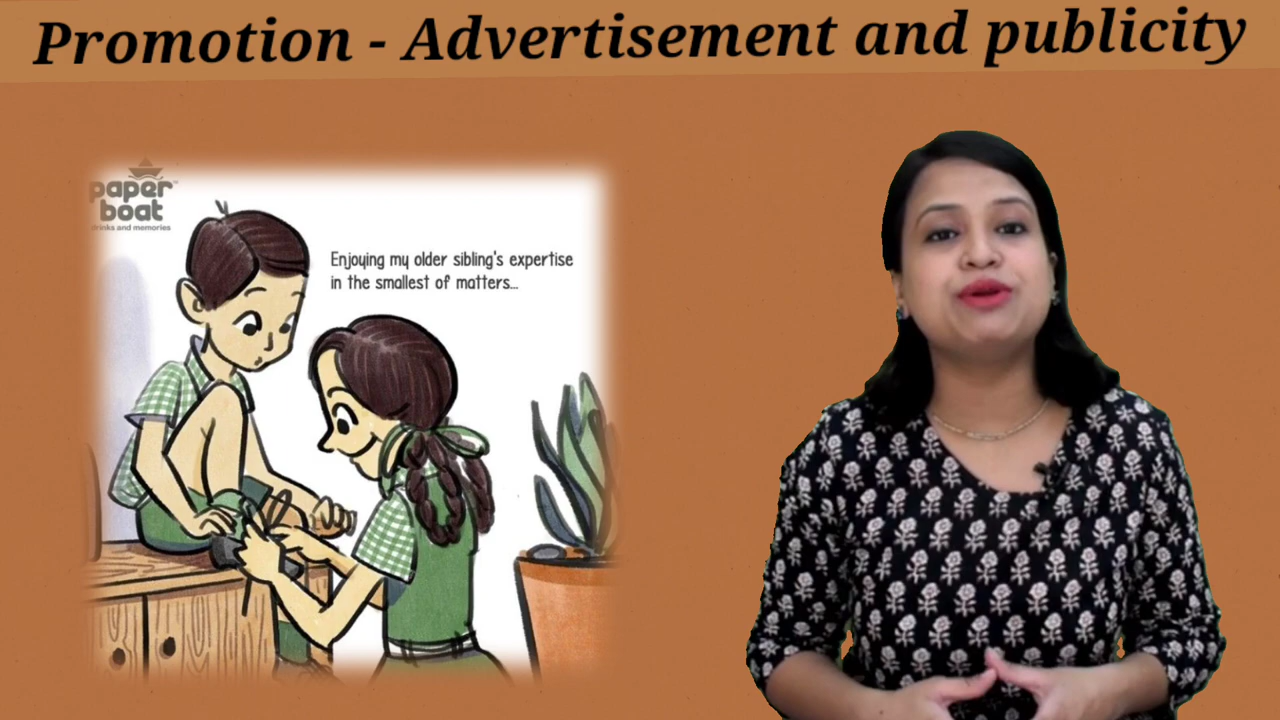 Promotion - Advertisement and publicity
paper
boat
drinks and memories
Enjoying my older sibling's expertise
in the smallest of matters...